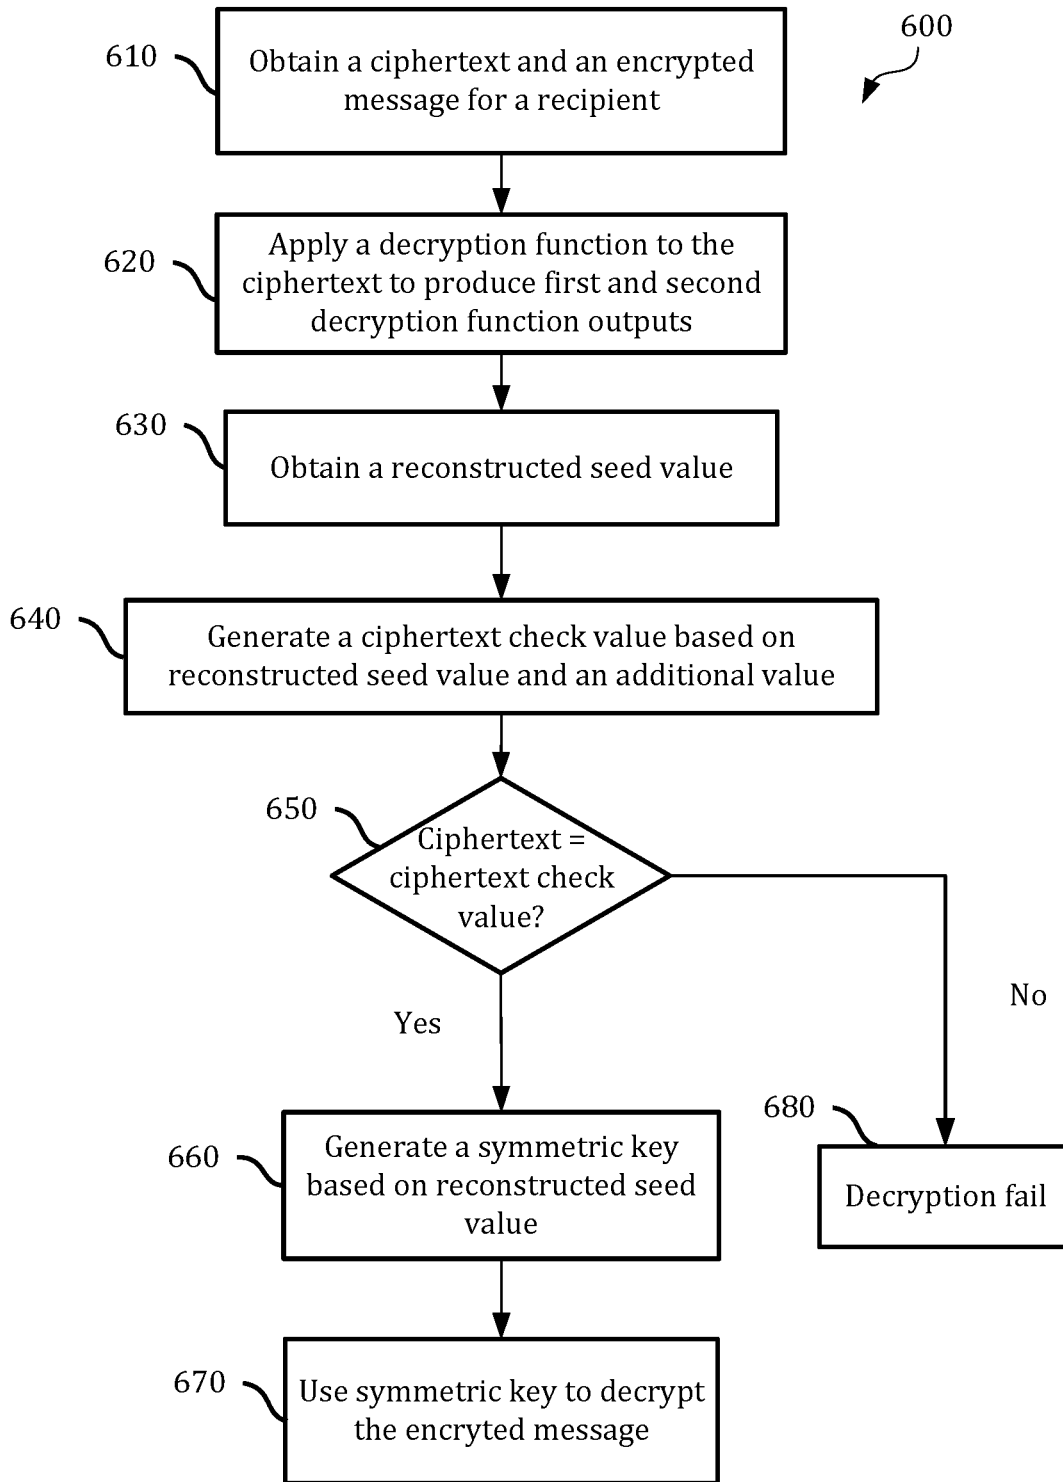 600
610
Obtain a ciphertext and an encrypted
message for a recipient
620
Apply a decryption function to the
ciphertext to produce first and second
decryption function outputs
630
Obtain a reconstructed seed value
640
Generate a ciphertext check value based on
reconstructed seed value and an additional value
650
Ciphertext =
ciphertext check
value?
Yes
No
660
Generate a symmetric key
based on reconstructed seed
value
680
Decryption fail
670
Use symmetric key to decrypt
the encryted message